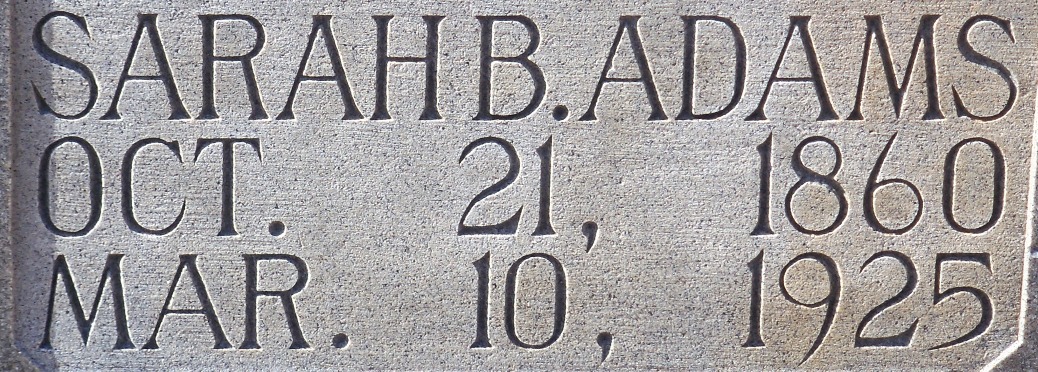 SARAH B. ADAMS
OCT. 21, 1860
MAR. 10, 1925